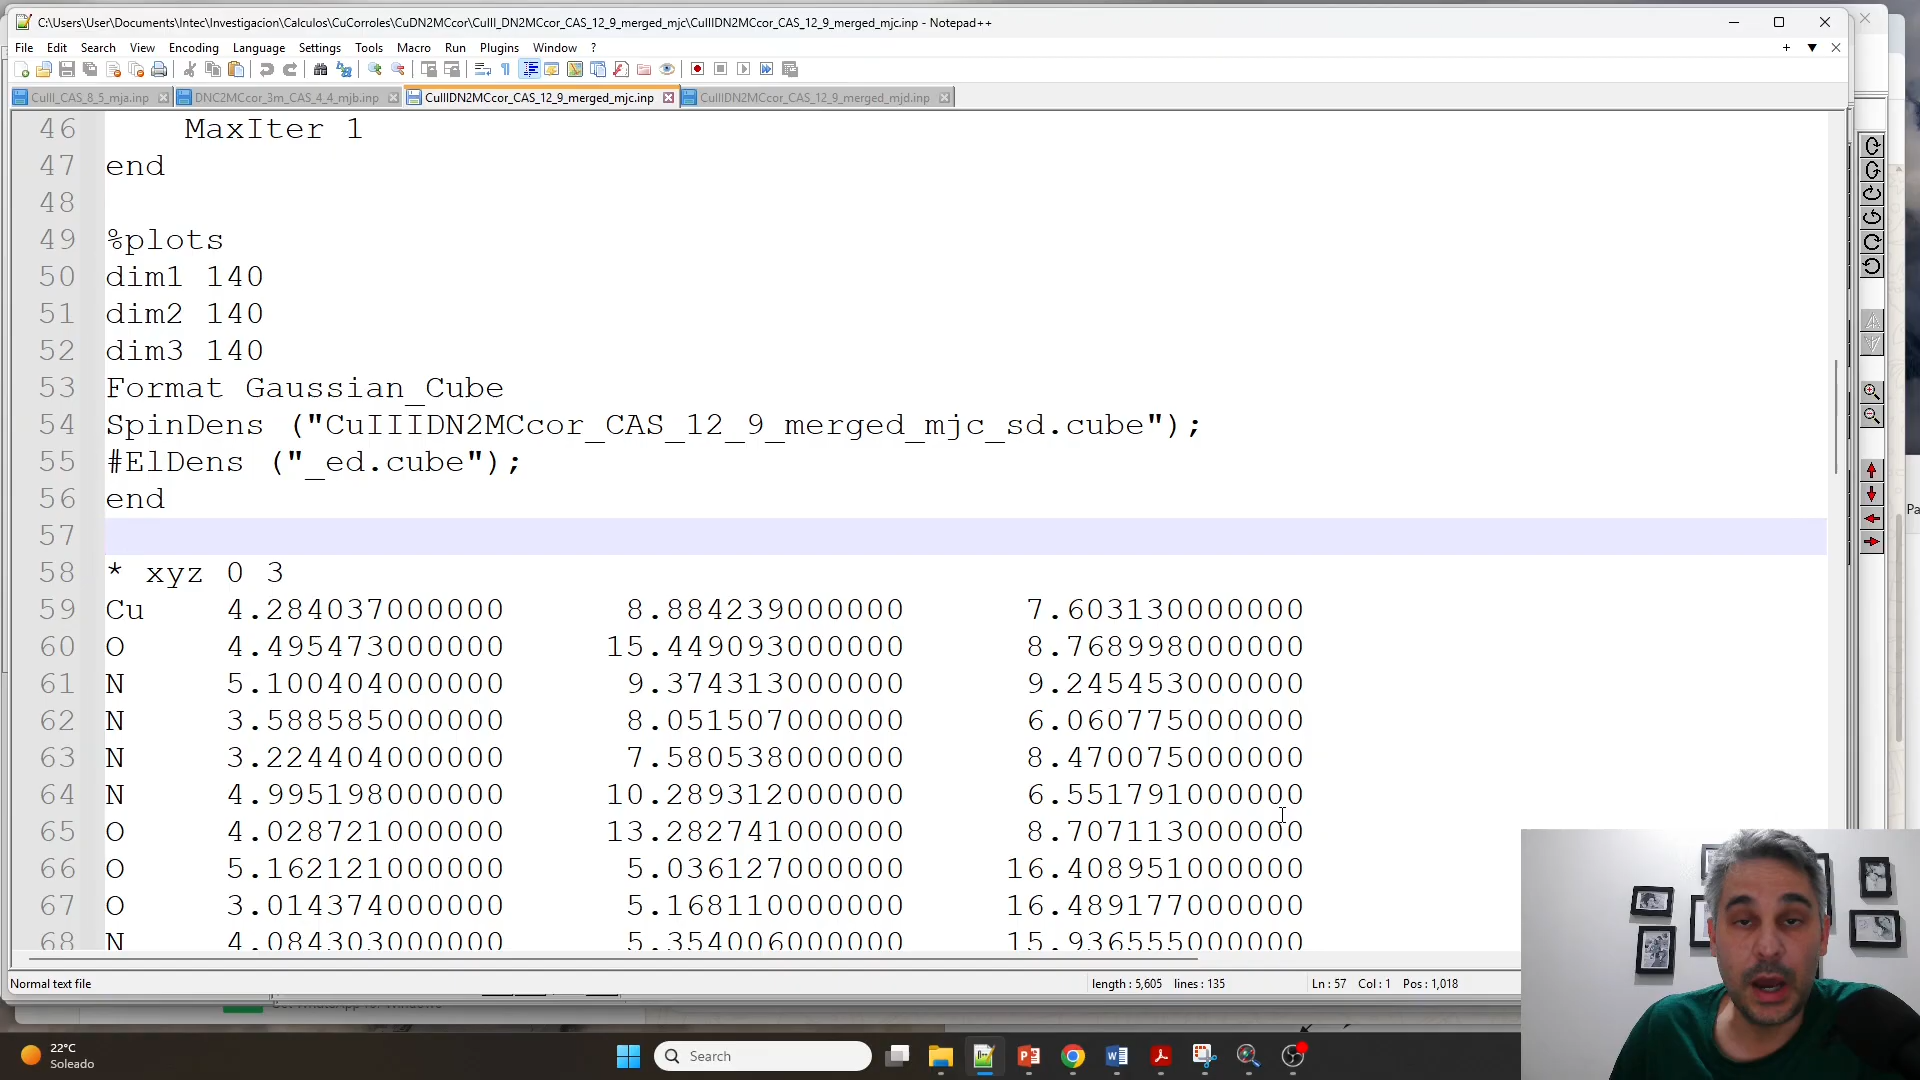 C:\Users\User\Documents\Intec\Investigacion\Calculos\CuCorroles\CuDN2MCcor\CuIII_DN2MCcor_CAS_12_9_merged_mjc\CuIIIDN2MCcor_CAS_12_9_merged_mjc.inp - Notepad++
File Edit Search View Encoding Language Settings Tools Macro Run Plugins Window ?
CuIII_CAS_8_5_mja.inp DNC2MCcor_3m_CAS_4_4_mjb.inp CuIIIDN2MCcor_CAS_12_9_merged_mjc.inp CuIIIDN2MCcor_CAS_12_9_merged_mjd.inp
46 MaxIter 1
47 end
48
49 %plots
50 dim1 140
51 dim2 140
52 dim3 140
53 Format Gaussian_Cube
54 SpinDens ("CuIIIDN2MCcor_CAS_12_9_merged_mjc_sd.cube");
55 #ElDens ("_ed.cube");
56 end
57
58 * xyz 0 3
59 Cu 4.284037000000 8.884239000000 7.603130000000
60 O 4.495473000000 15.449093000000 8.768998000000
61 N 5.100404000000 9.374313000000 9.245453000000
62 N 3.588585000000 8.051507000000 6.060775000000
63 N 3.224404000000 7.580538000000 8.470075000000
64 N 4.995198000000 10.289312000000 6.551791000000
65 O 4.028721000000 13.282741000000 8.707113000000
66 O 5.162121000000 5.036127000000 16.408951000000
67 O 3.014374000000 5.168110000000 16.489177000000
68 N 4.084303000000 5.354006000000 15.936555000000
Pa
Normal text file length : 5,605 lines : 135 Ln : 57 Col : 1 Pos : 1,018
22°C
Soleado
Search